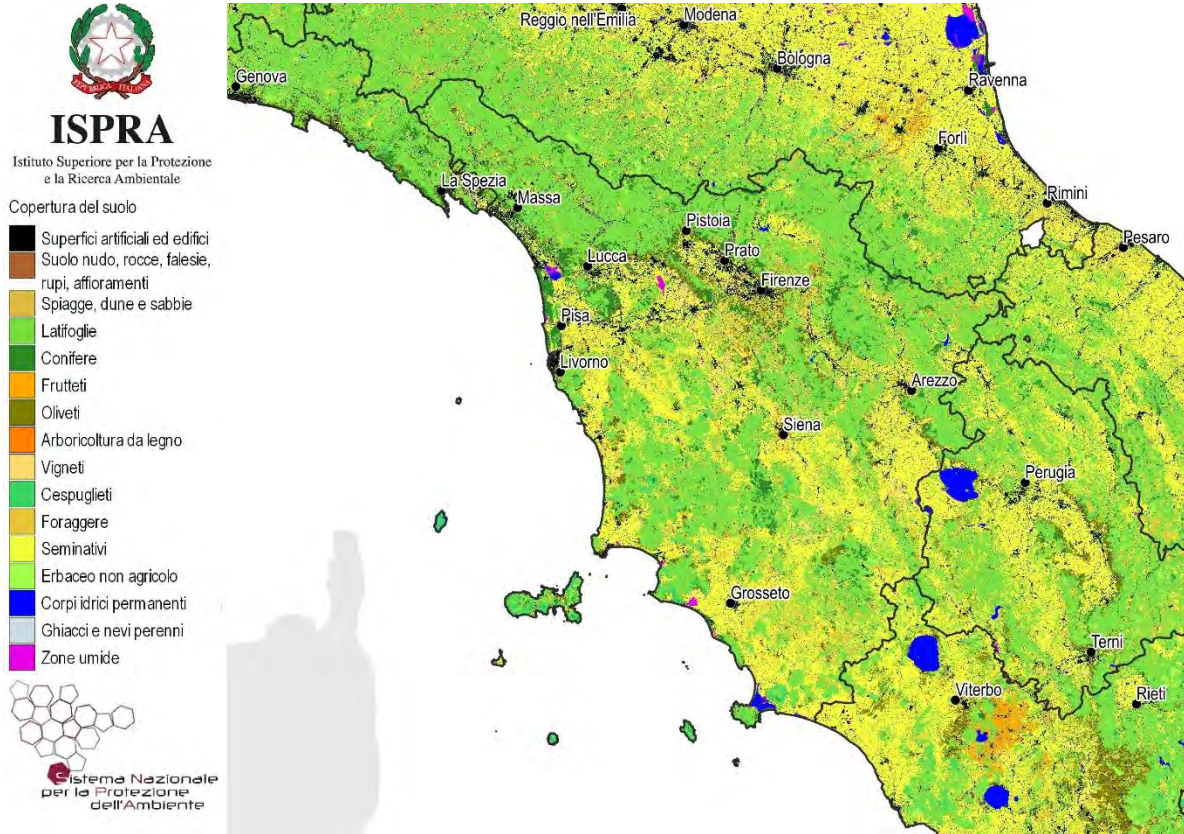 REPVBBLICA ITALIANA
ISPRA
Istituto Superiore per la Protezione
e la Ricerca Ambientale
Copertura del suolo
Superfici artificiali ed edifici
Suolo nudo, rocce, falesie,
rupi, affioramenti
Spiagge, dune e sabbie
Latifoglie
Conifere
Frutteti
Oliveti
Arboricoltura da legno
Vigneti
Cespuglieti
Foraggere
Seminativi
Erbaceo non agricolo
Corpi idrici permanenti
Ghiacci e nevi perenni
Zone umide
Sistema Nazionale
per la Protezione
dell'Ambiente
Reggio nell'Emilia
Modena
Bologna
Genova
Ravenna
Forlì
La Spezia
Massa
Rimini
Pistoia
Pesaro
Prato
Lucca
Firenze
Pisa
Livorno
Arezzo
Siena
Perugia
Grosseto
Terni
Viterbo
Rieti